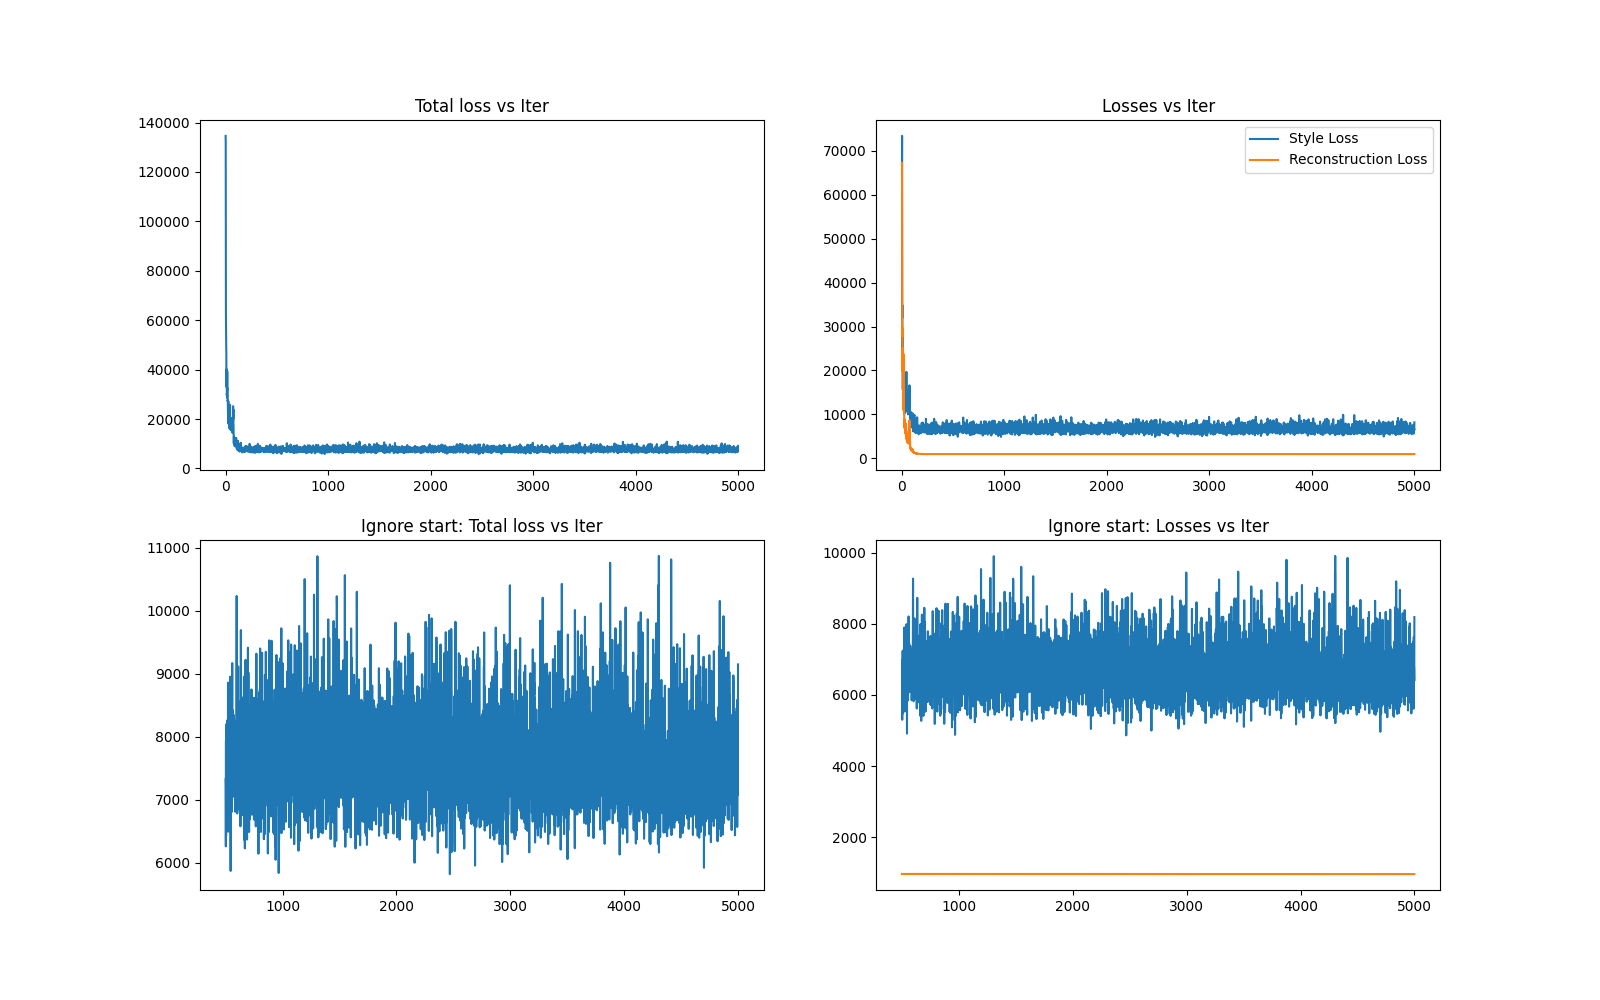 Total loss vs Iter
140000
120000
100000
80000
60000
40000
20000
0
0 1000 2000 3000 4000 5000
Losses vs Iter
Style Loss
Reconstruction Loss
70000
60000
50000
40000
30000
20000
10000
0
0 1000 2000 3000 4000 5000
Ignore start: Total loss vs Iter
11000
10000
9000
8000
7000
6000
1000 2000 3000 4000 5000
Ignore start: Losses vs Iter
10000
8000
6000
4000
2000
1000 2000 3000 4000 5000